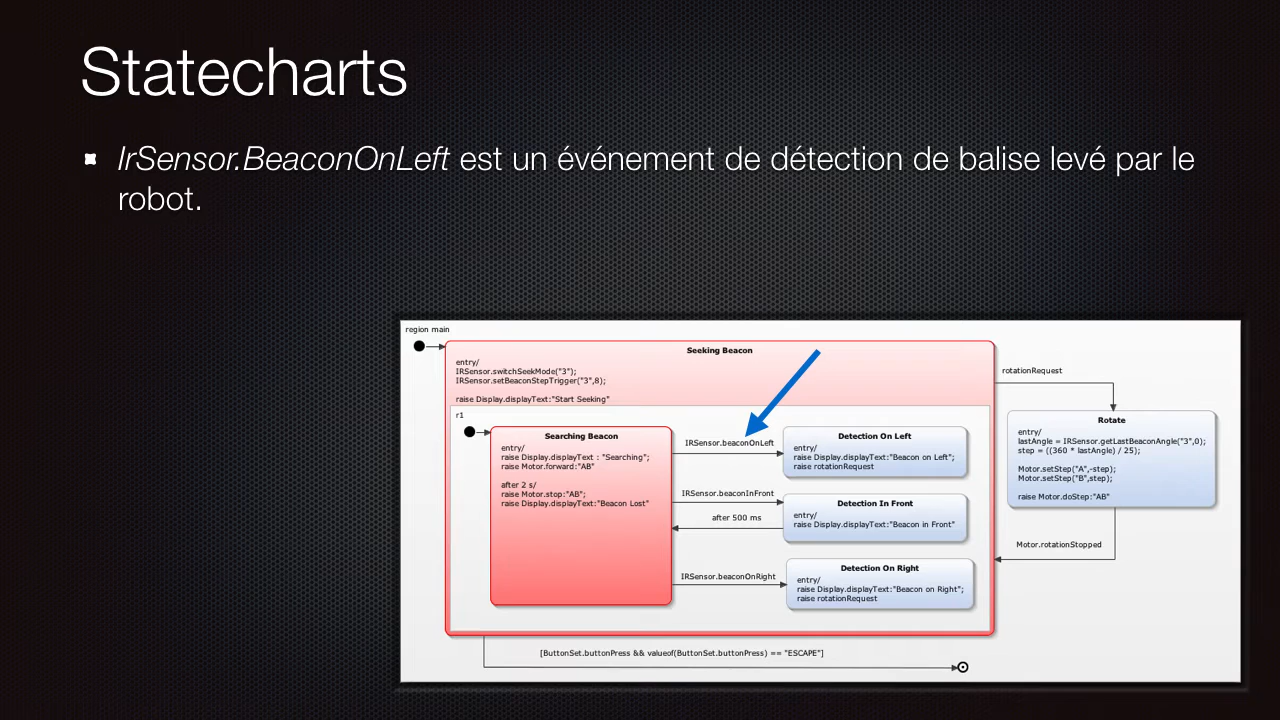 Statecharts
IrSensor.BeaconOnLeft est un événement de détection de balise levé par le
robot.
region main
Seeking Beacon
entry/
IRSensor.switchSeekMode("3");
IRSensor.setBeaconStepTrigger("3",8);
raise Display.displayText:"Start Seeking"
r1
Searching Beacon
entry/
raise Display.displayText : "Searching";
raise Motor.forward:"AB"
after 2 s/
raise Motor.stop:"AB";
raise Display.displayText:"Beacon Lost"
IRSensor.beaconOnLeft
IRSensor.beaconInFront
after 500 ms
IRSensor.beaconOnRight
Detection On Left
entry/
raise Display.displayText:"Beacon on Left";
raise rotationRequest
Detection In Front
entry/
raise Display.displayText:"Beacon in Front"
Detection On Right
entry/
raise Display.displayText:"Beacon on Right";
raise rotationRequest
rotationRequest
Rotate
entry/
lastAngle = IRSensor.getLastBeaconAngle("3",0);
step = ((360 * lastAngle) / 25);
Motor.setStep("A",-step);
Motor.setStep("B",step);
raise Motor.doStep:"AB"
Motor.rotationStopped
[ButtonSet.buttonPress && valueof(ButtonSet.buttonPress) == "ESCAPE"]